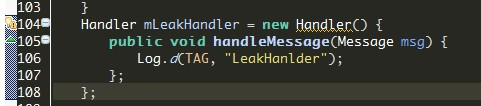 103 }
104 Handler mLeakHandler = new Handler() {
105 public void handleMessage(Message msg) {
106 Log.d(TAG, "LeakHanlder");
107 };
108 };